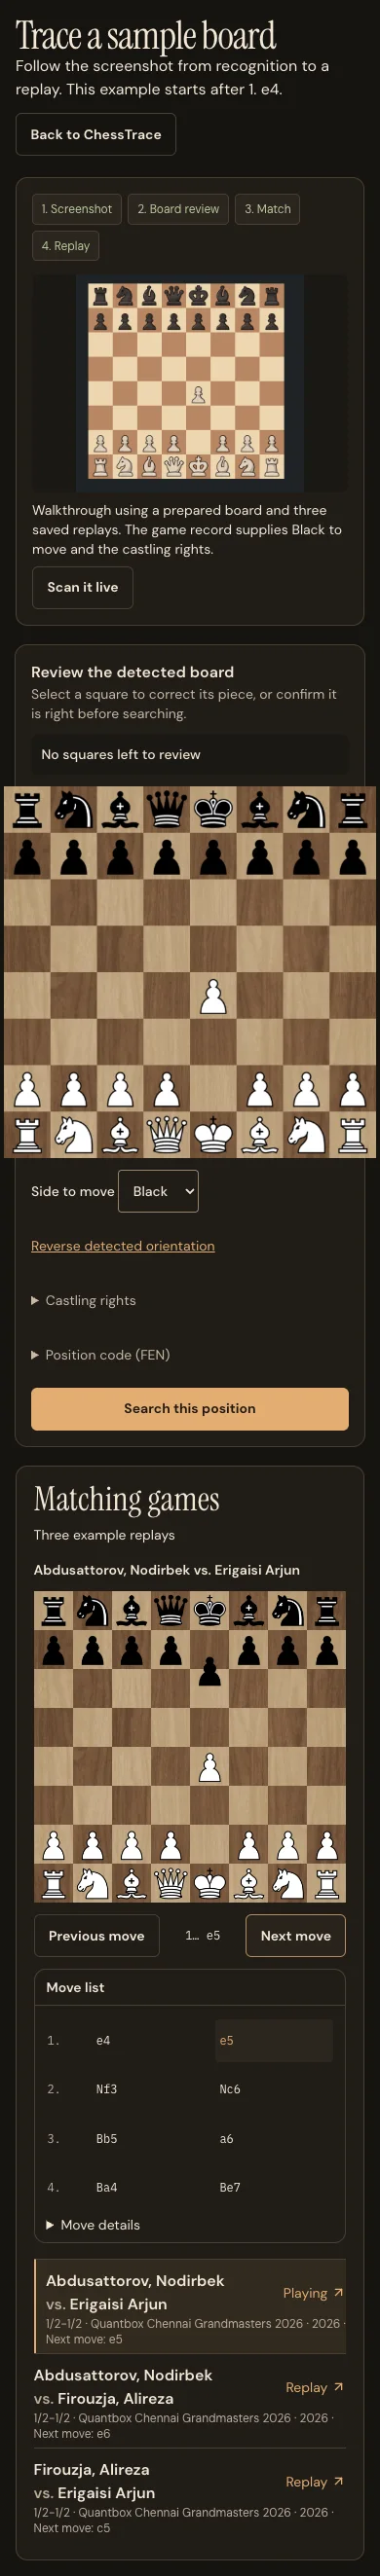 Trace a sample board
Follow the screenshot from recognition to a
replay. This example starts after 1. e4.
Back to ChessTrace
1. Screenshot
2. Board review
3. Match
4. Replay
Walkthrough using a prepared board and three
saved replays. The game record supplies Black to
move and the castling rights.
Scan it live
Review the detected board
Select a square to correct its piece, or confirm it
is right before searching.
No squares left to review
Side to move Black
Reverse detected orientation
Castling rights
Position code (FEN)
Search this position
Matching games
Three example replays
Abdusattorov, Nodirbek vs. Erigaisi Arjun
Previous move 1… e5 Next move
Move list
1. e4 e5
2. Nf3 Nc6
3. Bb5 a6
4. Ba4 Be7
Move details
Abdusattorov, Nodirbek
vs. Erigaisi Arjun
Playing ↗
1/2-1/2 · Quantbox Chennai Grandmasters 2026 · 2026 ·
Next move: e5
Abdusattorov, Nodirbek
vs. Firouzja, Alireza
Replay ↗
1/2-1/2 · Quantbox Chennai Grandmasters 2026 · 2026 ·
Next move: e6
Firouzja, Alireza
vs. Erigaisi Arjun
Replay ↗
1/2-1/2 · Quantbox Chennai Grandmasters 2026 · 2026 ·
Next move: c5